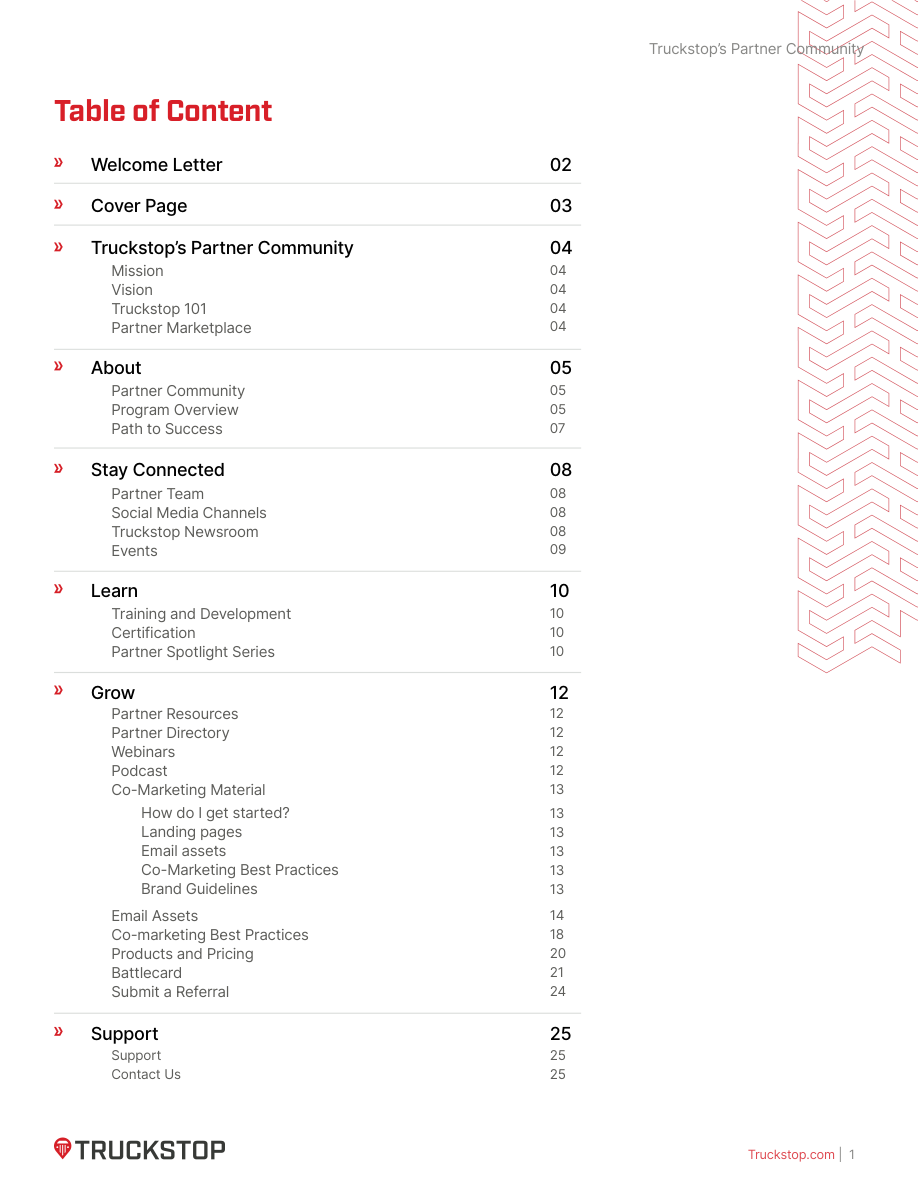 Truckstop’s Partner Community
Table of Content
Welcome Letter 02
Cover Page 03
Truckstop’s Partner Community 04
Mission 04
Vision 04
Truckstop 101 04
Partner Marketplace 04
About 05
Partner Community 05
Program Overview 05
Path to Success 07
Stay Connected 08
Partner Team 08
Social Media Channels 08
Truckstop Newsroom 08
Events 09
Learn 10
Training and Development 10
Certification 10
Partner Spotlight Series 10
Grow 12
Partner Resources 12
Partner Directory 12
Webinars 12
Podcast 12
Co-Marketing Material 13
How do I get started? 13
Landing pages 13
Email assets 13
Co-Marketing Best Practices 13
Brand Guidelines 13
Email Assets 14
Co-marketing Best Practices 18
Products and Pricing 20
Battlecard 21
Submit a Referral 24
Support 25
Support 25
Contact Us 25
TRUCKSTOP
Truckstop.com | 1